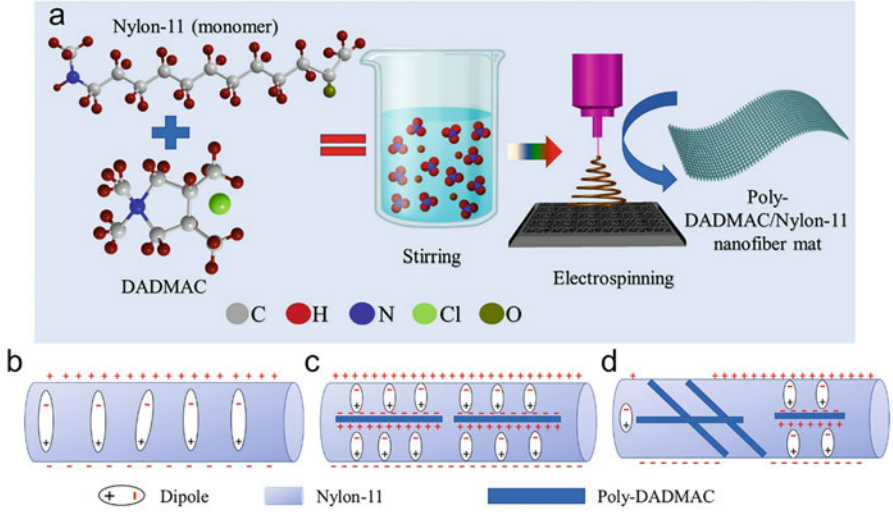 a
Nylon-11 (monomer)
DADMAC
Stirring
Electrospinning
Poly-
DADMAC/Nylon-11
nanofiber mat
C H N Cl O
b
c
d
Dipole
Nylon-11
Poly-DADMAC